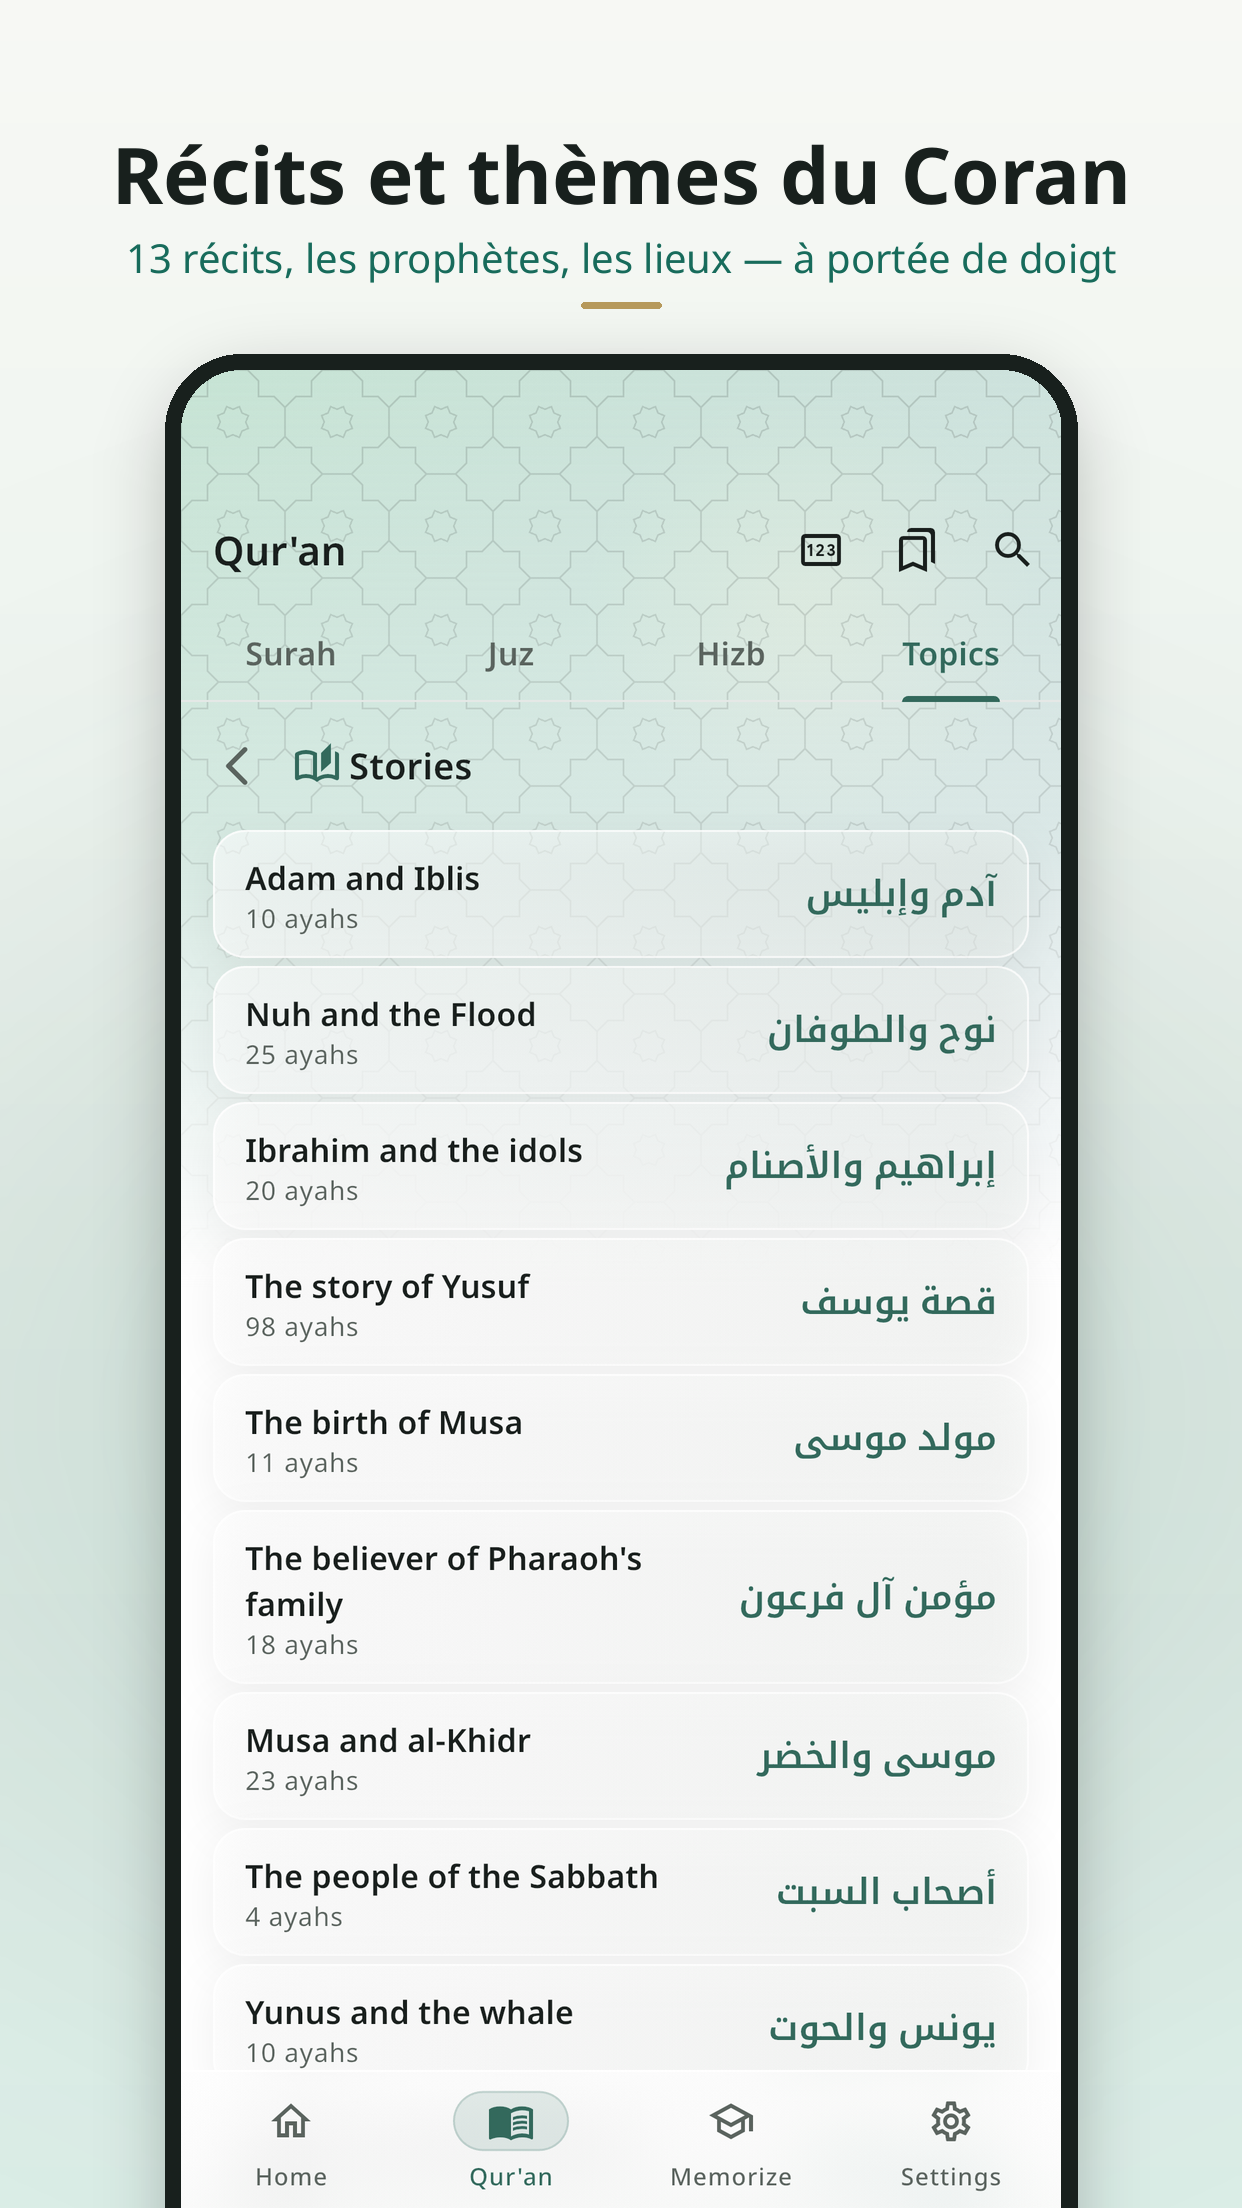 Récits et thèmes du Coran
13 récits, les prophètes, les lieux — à portée de doigt
Qur'an
123
Surah Juz Hizb Topics
Stories
Adam and Iblis
آدم وإبليس
10 ayahs
Nuh and the Flood
نوح والطوفان
25 ayahs
Ibrahim and the idols
إبراهيم والأصنام
20 ayahs
The story of Yusuf
قصة يوسف
98 ayahs
The birth of Musa
مولد موسى
11 ayahs
The believer of Pharaoh's
family
مؤمن آل فرعون
18 ayahs
Musa and al-Khidr
موسى والخضر
23 ayahs
The people of the Sabbath
أصحاب السبت
4 ayahs
Yunus and the whale
يونس والحوت
10 ayahs
Home Qur'an Memorize Settings